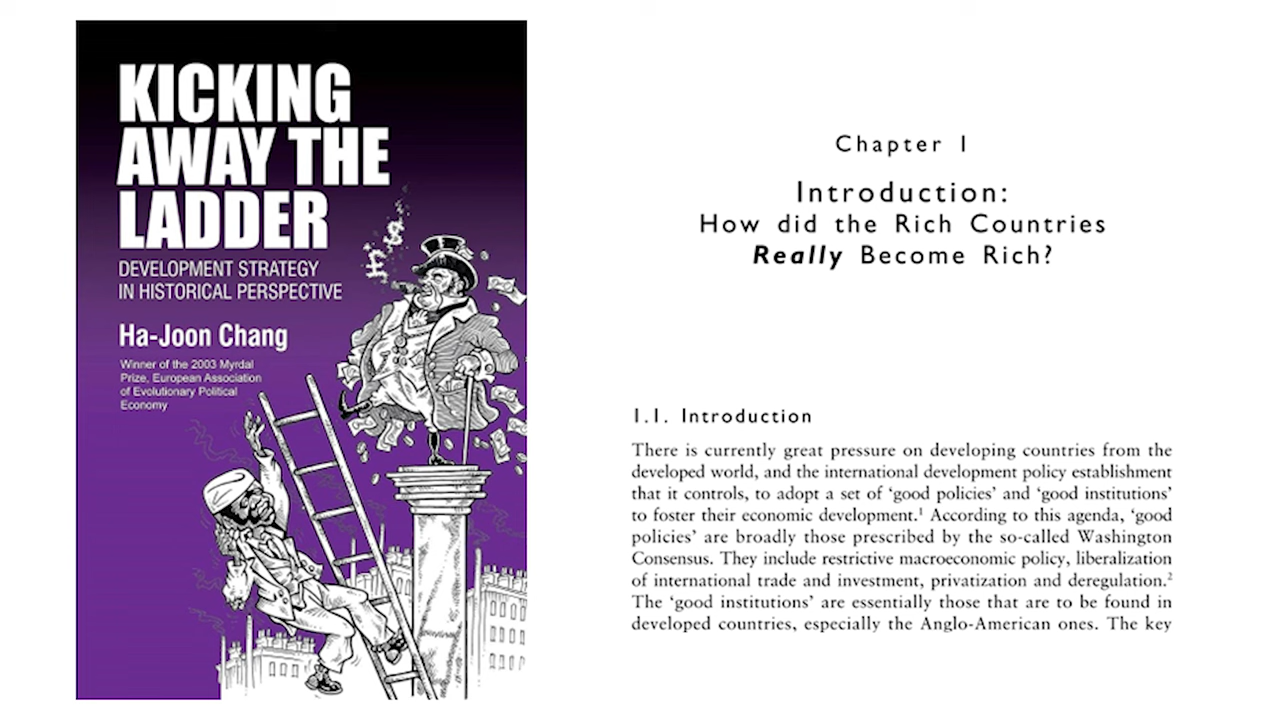 KICKING
AWAY THE
LADDER
DEVELOPMENT STRATEGY
IN HISTORICAL PERSPECTIVE
Ha-Joon Chang
Winner of the 2003 Myrdal
Prize, European Association
of Evolutionary Political
Economy
$
£
Chapter 1
Introduction:
How did the Rich Countries
Really Become Rich?
1.1. Introduction
There is currently great pressure on developing countries from the
developed world, and the international development policy establishment
that it controls, to adopt a set of ‘good policies’ and ‘good institutions’
to foster their economic development.¹ According to this agenda, ‘good
policies’ are broadly those prescribed by the so-called Washington
Consensus. They include restrictive macroeconomic policy, liberalization
of international trade and investment, privatization and deregulation.²
The ‘good institutions’ are essentially those that are to be found in
developed countries, especially the Anglo-American ones. The key